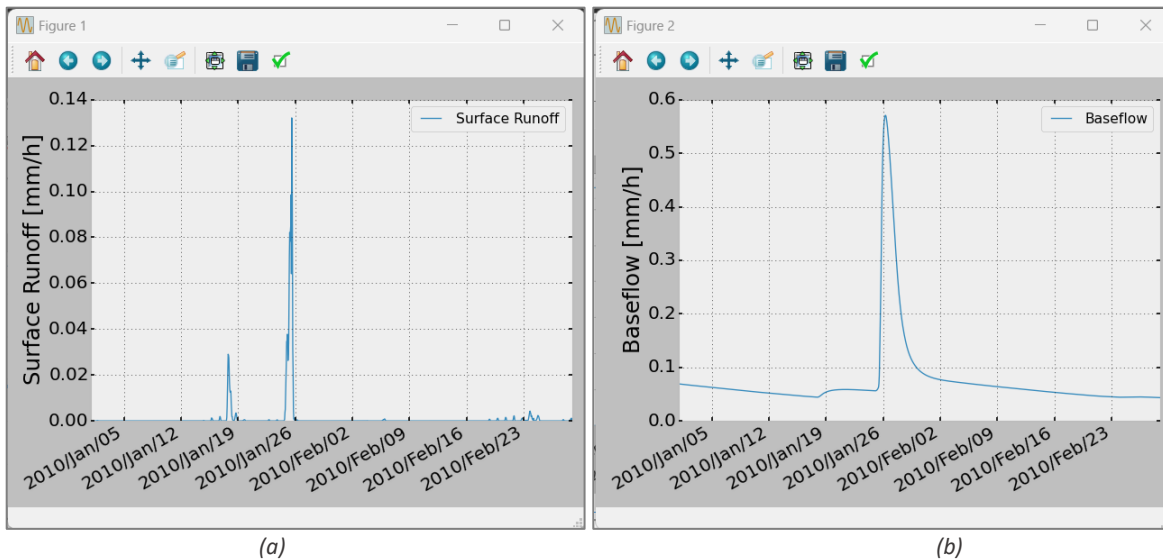 Figure 1
Surface Runoff [mm/h]
0.14
0.12
0.10
0.08
0.06
0.04
0.02
0.00
Surface Runoff
2010/Jan/05
2010/Jan/12
2010/Jan/19
2010/Jan/26
2010/Feb/02
2010/Feb/09
2010/Feb/16
2010/Feb/23
(a)
Figure 2
Baseflow [mm/h]
0.6
0.5
0.4
0.3
0.2
0.1
0.0
Baseflow
2010/Jan/05
2010/Jan/12
2010/Jan/19
2010/Jan/26
2010/Feb/02
2010/Feb/09
2010/Feb/16
2010/Feb/23
(b)